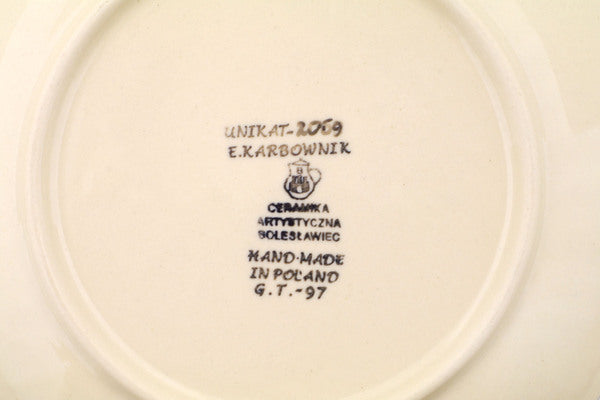 UNIKAT-2069
E.KARBOWNIK
CERAMIKA
ARTYSTYCZNA
BOLESŁAWIEC
HAND·MADE
IN POLAND
G.T.-97